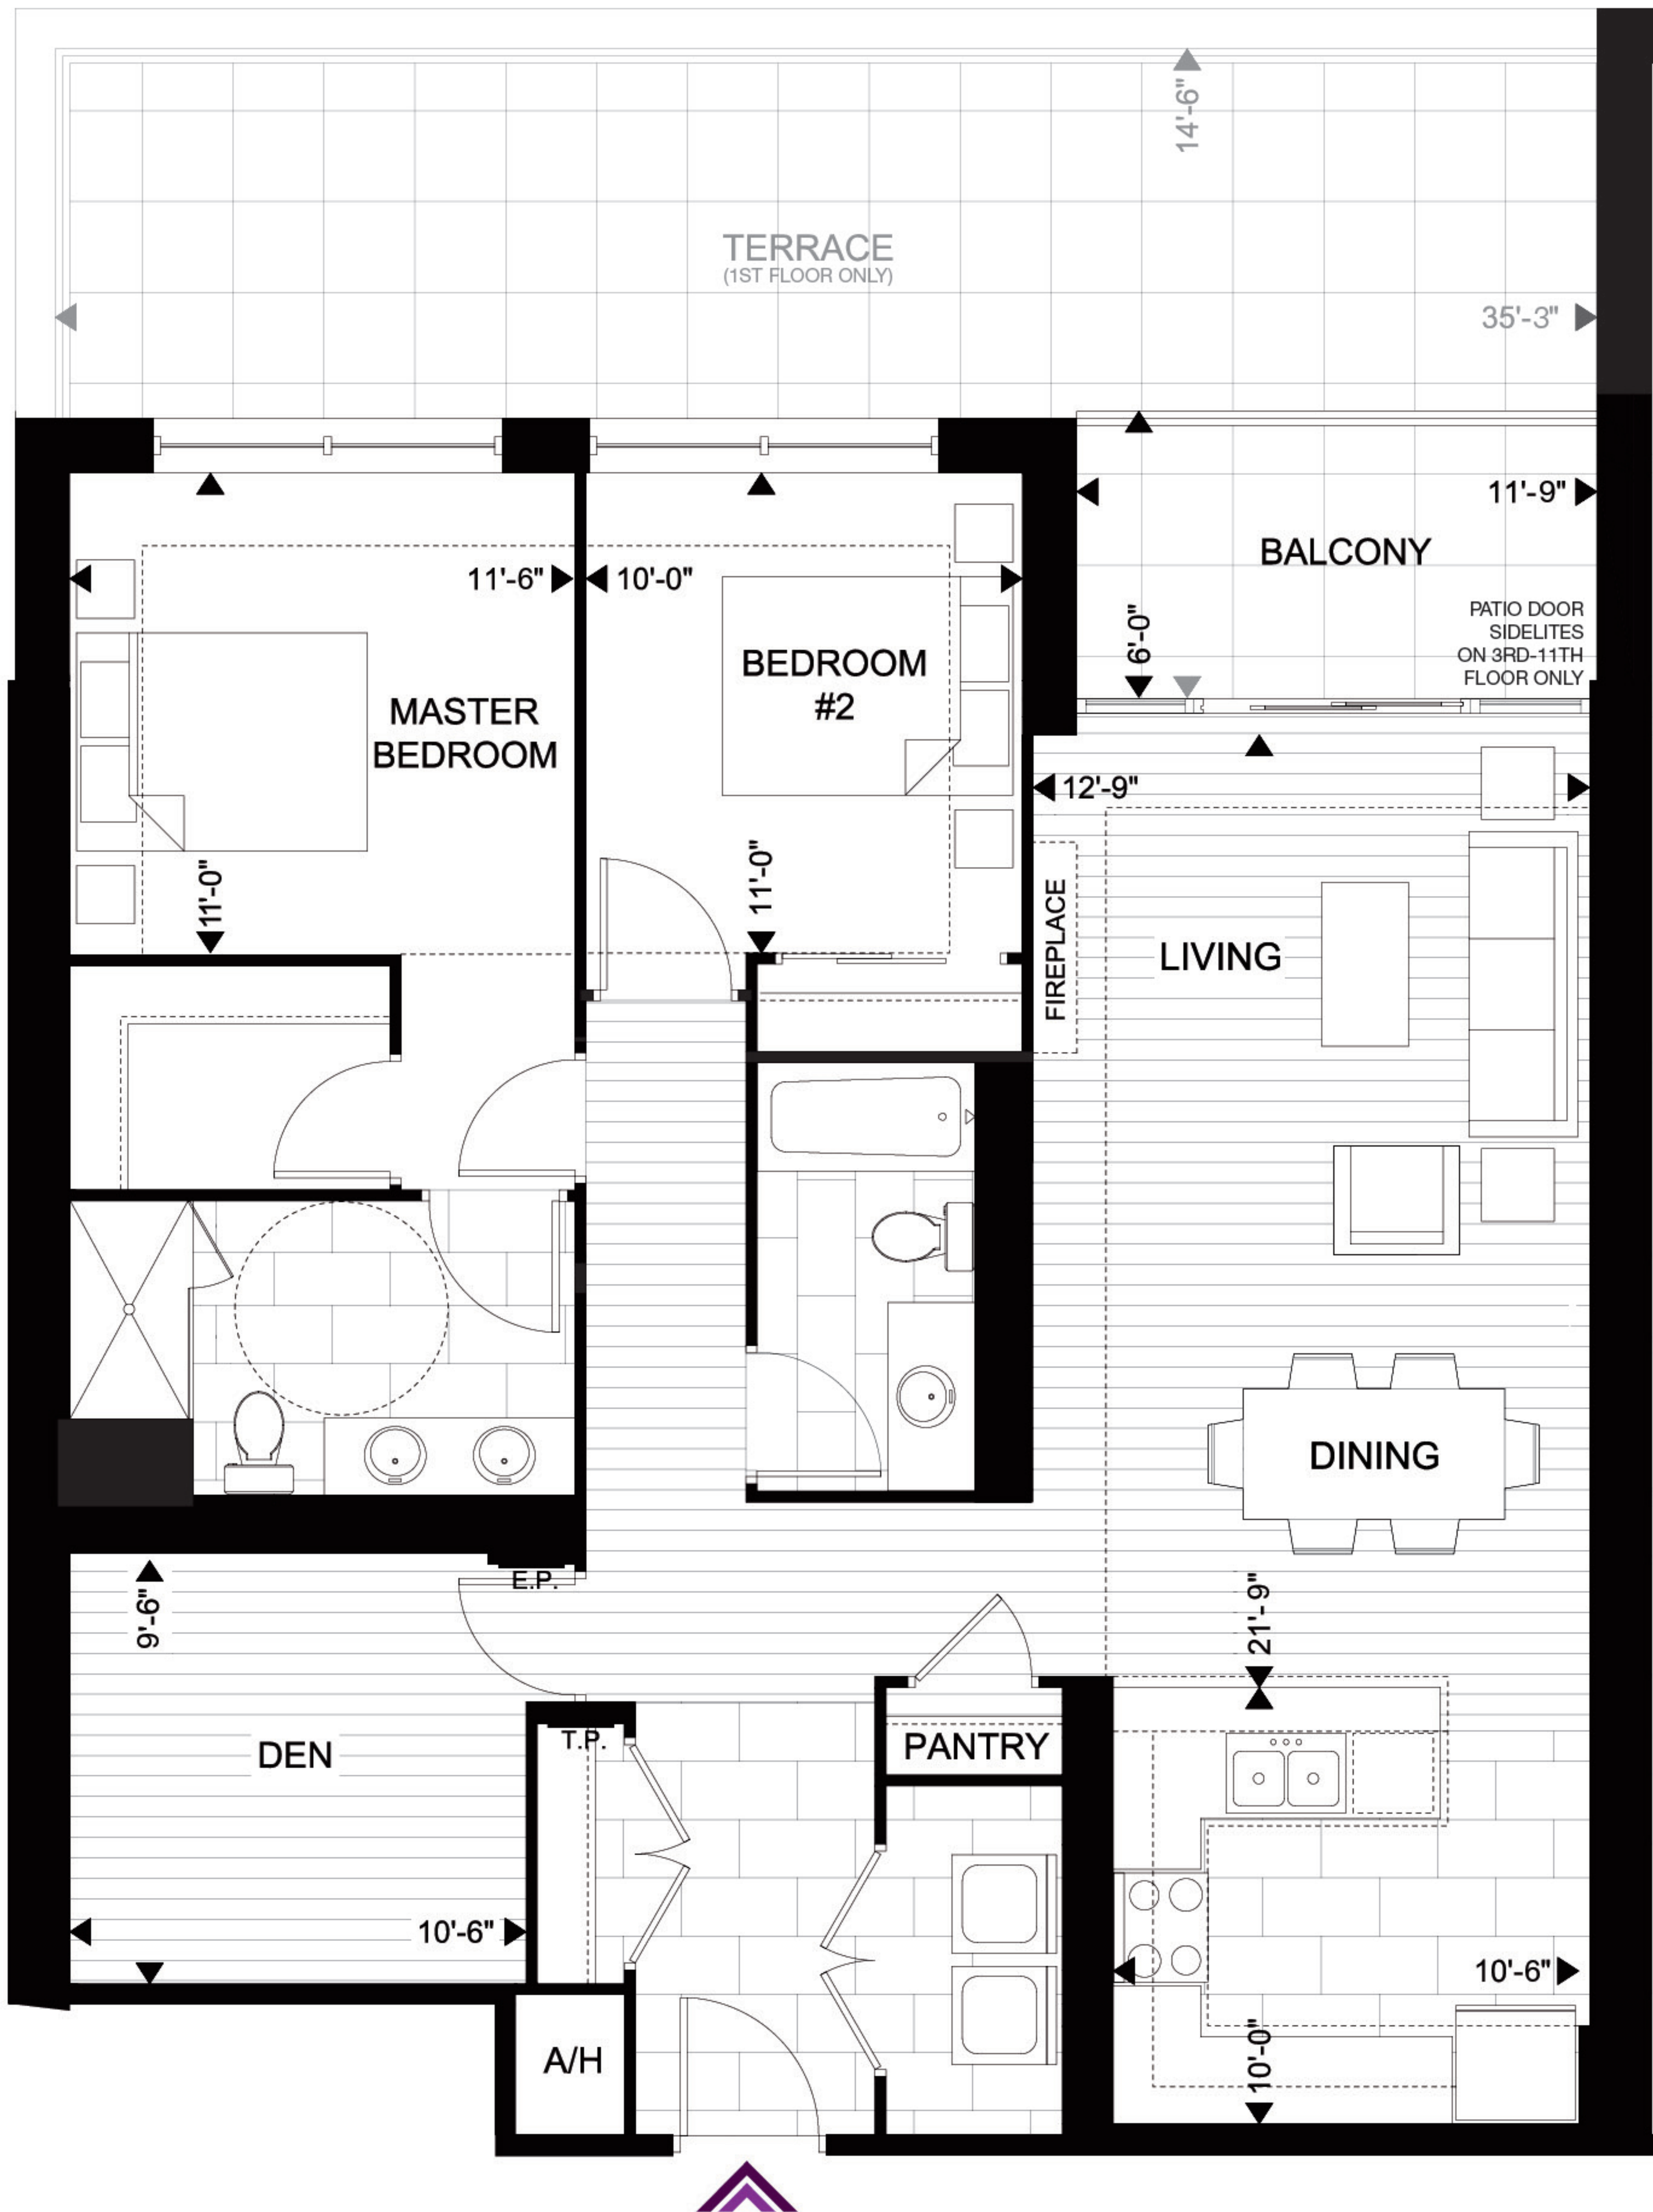 14'-6"
TERRACE
(1ST FLOOR ONLY)
35'-3"
11'-9"
BALCONY
11'-6"
10'-0"
6'-0"
PATIO DOOR
SIDELITES
ON 3RD-11TH
FLOOR ONLY
BEDROOM
#2
MASTER
BEDROOM
12'-9"
11'-0"
11'-0"
FIREPLACE
LIVING
DINING
E.P.
9'-6"
21'- 9"
DEN
T.P.
PANTRY
10'-6"
10'-6"
10'-0"
A/H